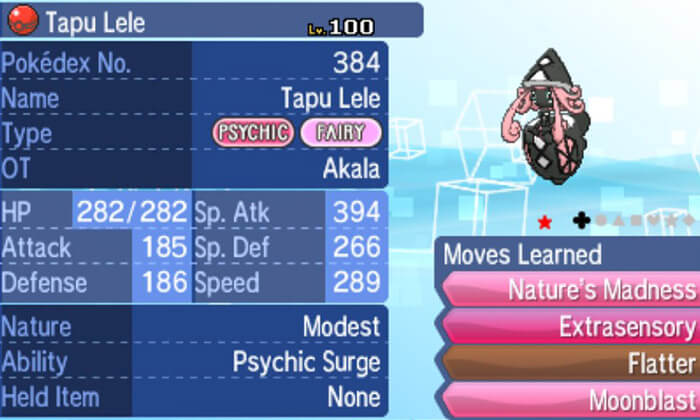 Tapu Lele Lv.100
Pokédex No. 384
Name Tapu Lele
Type PSYCHIC FAIRY
OT Akala
HP 282/282 Sp. Atk 394
Attack 185 Sp. Def 266
Defense 186 Speed 289
Nature Modest
Ability Psychic Surge
Held Item None
Moves Learned
Nature's Madness
Extrasensory
Flatter
Moonblast